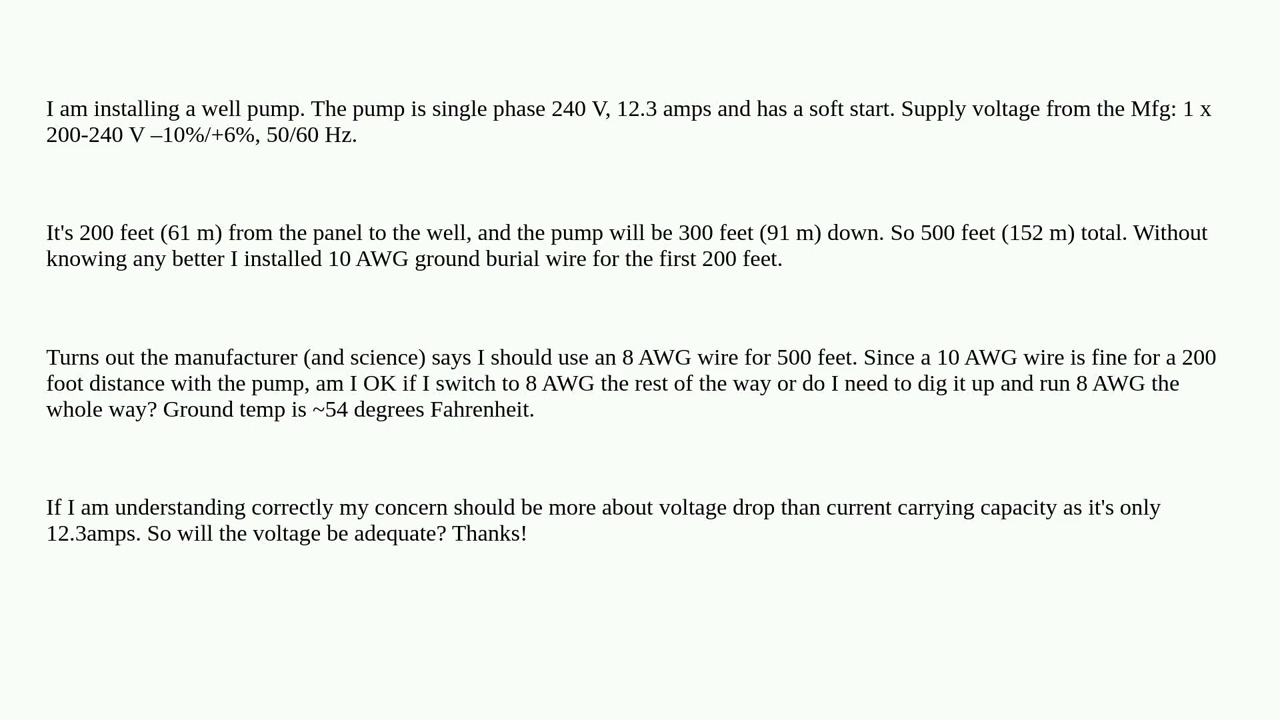 I am installing a well pump. The pump is single phase 240 V, 12.3 amps and has a soft start. Supply voltage from the Mfg: 1 x
200-240 V –10%/+6%, 50/60 Hz.
It's 200 feet (61 m) from the panel to the well, and the pump will be 300 feet (91 m) down. So 500 feet (152 m) total. Without
knowing any better I installed 10 AWG ground burial wire for the first 200 feet.
Turns out the manufacturer (and science) says I should use an 8 AWG wire for 500 feet. Since a 10 AWG wire is fine for a 200
foot distance with the pump, am I OK if I switch to 8 AWG the rest of the way or do I need to dig it up and run 8 AWG the
whole way? Ground temp is ~54 degrees Fahrenheit.
If I am understanding correctly my concern should be more about voltage drop than current carrying capacity as it's only
12.3amps. So will the voltage be adequate? Thanks!